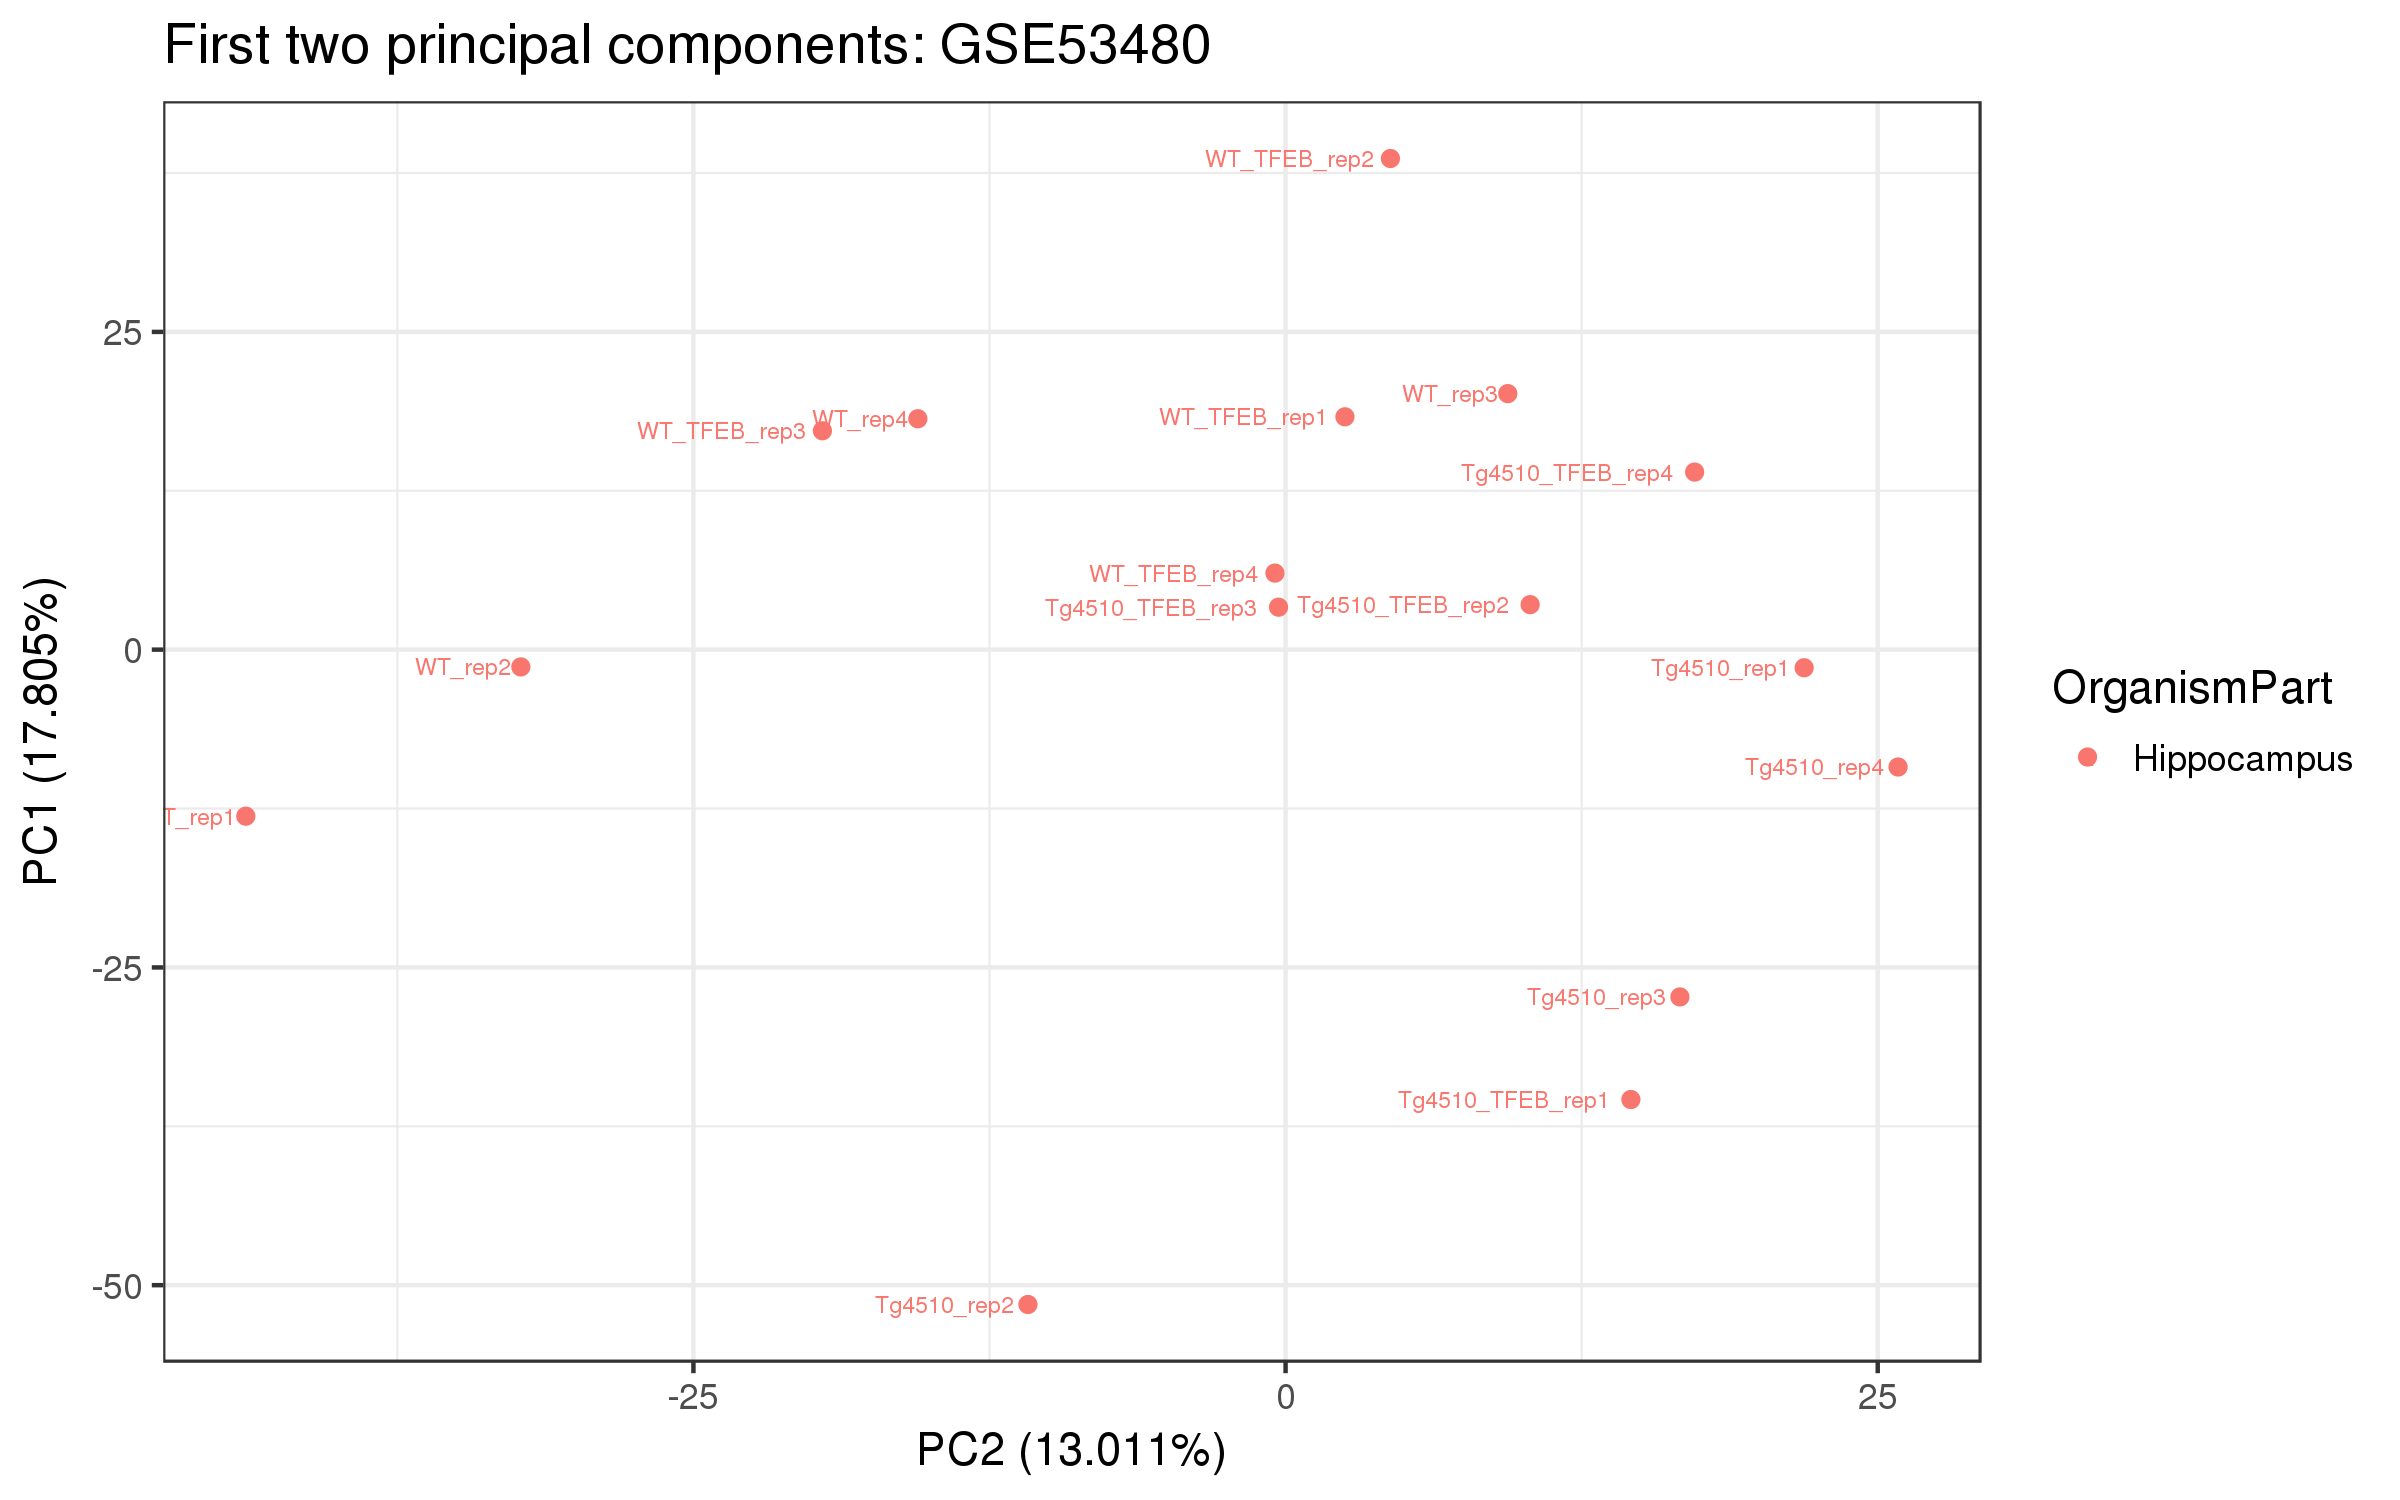 First two principal components: GSE53480
WT_TFEB_rep2
25
WT_rep3
WT_TFEB_rep1
WT_rep4
WT_TFEB_rep3
Tg4510_TFEB_rep4
WT_TFEB_rep4
Tg4510_TFEB_rep3
Tg4510_TFEB_rep2
0
WT_rep2
Tg4510_rep1
Tg4510_rep4
T_rep1
-25
Tg4510_rep3
Tg4510_TFEB_rep1
-50
Tg4510_rep2
-25 0 25
PC2 (13.011%)
PC1 (17.805%)
OrganismPart
Hippocampus